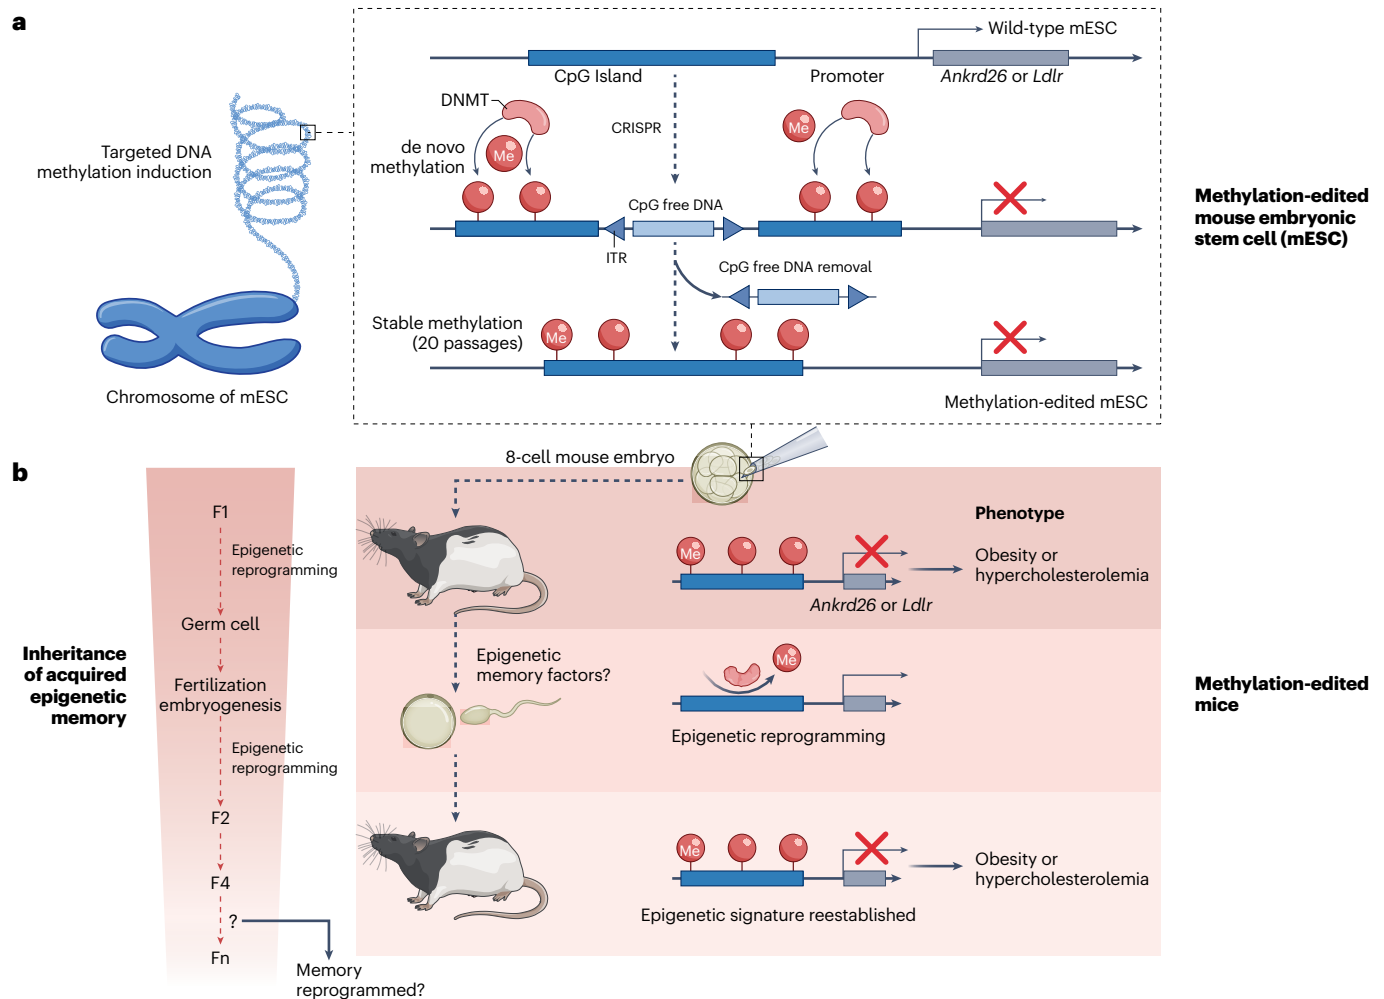 a
Wild-type mESC
CpG Island
Promoter
Ankrd26 or Ldlr
DNMT
CRISPR
Me
Me
de novo
methylation
Targeted DNA
methylation induction
CpG free DNA
ITR
Methylation-edited
mouse embryonic
stem cell (mESC)
CpG free DNA removal
Stable methylation
(20 passages)
Me
Chromosome of mESC
Methylation-edited mESC
b
8-cell mouse embryo
F1
Epigenetic
reprogramming
Germ cell
Fertilization
embryogenesis
Epigenetic
reprogramming
F2
F4
?
Fn
Memory
reprogrammed?
Inheritance
of acquired
epigenetic
memory
Phenotype
Me
Obesity or
hypercholesterolemia
Ankrd26 or Ldlr
Epigenetic
memory factors?
Me
Epigenetic reprogramming
Methylation-edited
mice
Me
Obesity or
hypercholesterolemia
Epigenetic signature reestablished